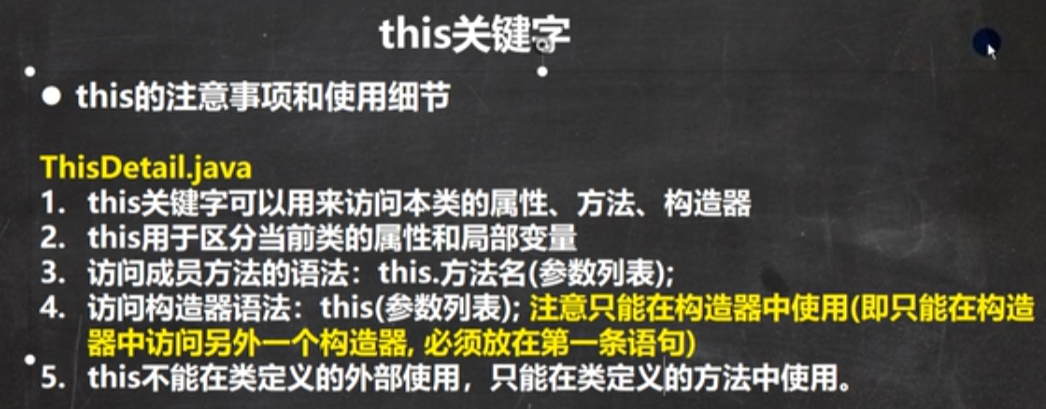 this关键字
● this的注意事项和使用细节
ThisDetail.java
1. this关键字可以用来访问本类的属性、方法、构造器
2. this用于区分当前类的属性和局部变量
3. 访问成员方法的语法：this.方法名(参数列表);
4. 访问构造器语法：this(参数列表); 注意只能在构造器中使用(即只能在构造
器中访问另外一个构造器, 必须放在第一条语句)
5. this不能在类定义的外部使用，只能在类定义的方法中使用。